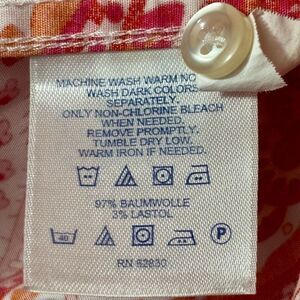 MACHINE WASH WARM NO
WASH DARK COLORS
SEPARATELY.
ONLY NON-CHLORINE BLEACH
WHEN NEEDED.
REMOVE PROMPTLY.
TUMBLE DRY LOW.
WARM IRON IF NEEDED.
97% BAUMWOLLE
3% LASTOL
40
P
RN 62830